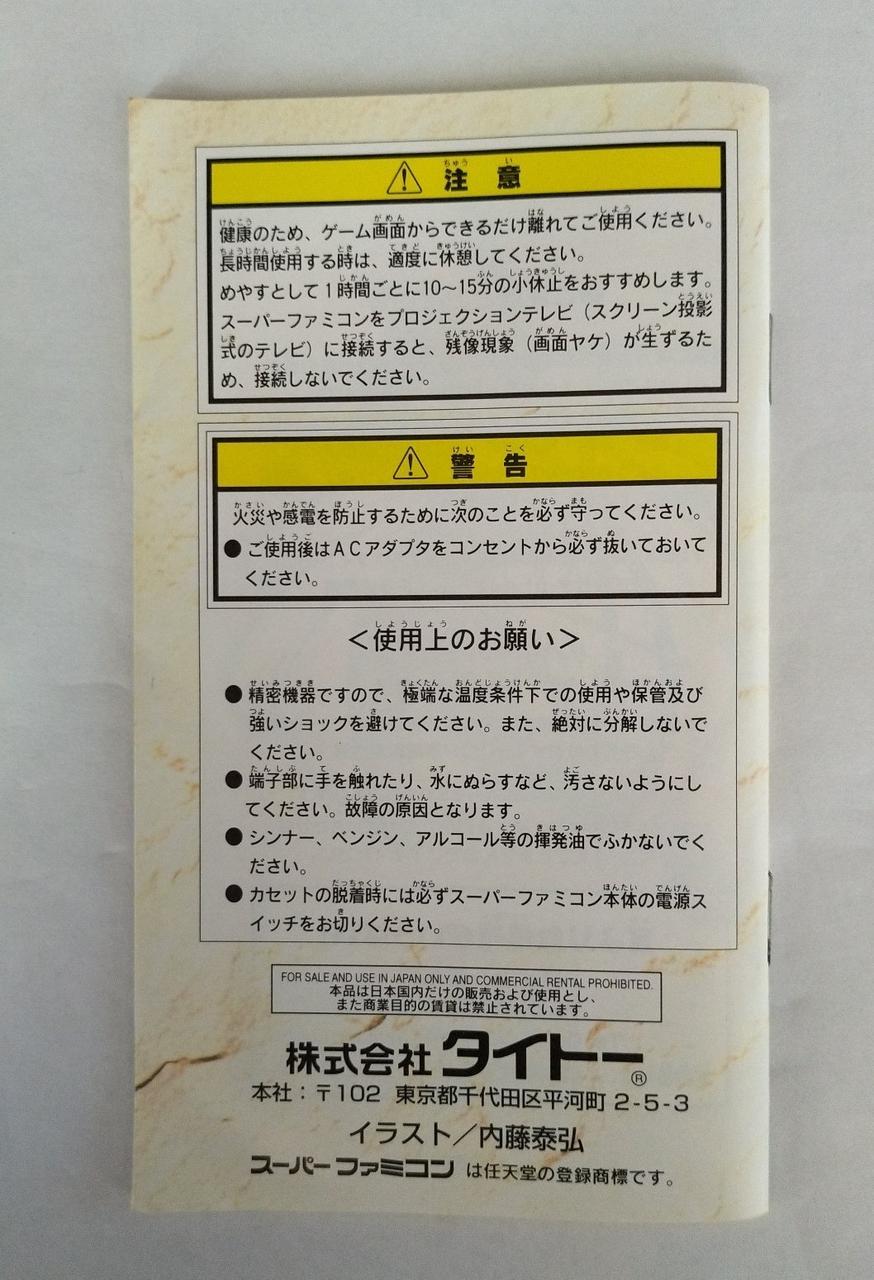 ⚠ 注意
健康のため、ゲーム画面からできるだけ離れてご使用ください。
長時間使用する時は、適度に休憩してください。
めやすとして1時間ごとに10〜15分の小休止をおすすめします。
スーパーファミコンをプロジェクションテレビ(スクリーン投影
式のテレビ)に接続すると、残像現象(画面ヤケ)が生ずるた
め、接続しないでください。
⚠ 警告
火災や感電を防止するために次のことを必ず守ってください。
●ご使用後はACアダプタをコンセントから必ず抜いておいて
ください。
<使用上のお願い>
●精密機器ですので、極端な温度条件下での使用や保管及び
強いショックを避けてください。また、絶対に分解しないで
ください。
●端子部に手を触れたり、水にぬらすなど、汚さないようにし
てください。故障の原因となります。
●シンナー、ベンジン、アルコール等の揮発油でふかないでく
ださい。
●カセットの脱着時には必ずスーパーファミコン本体の電源ス
イッチをお切りください。
FOR SALE AND USE IN JAPAN ONLY AND COMMERCIAL RENTAL PROHIBITED.
本品は日本国内だけの販売および使用とし、
また商業目的の賃貸は禁止されています。
株式会社 タイトー®
本社:〒102 東京都千代田区平河町 2-5-3
イラスト/内藤泰弘
スーパーファミコン は任天堂の登録商標です。